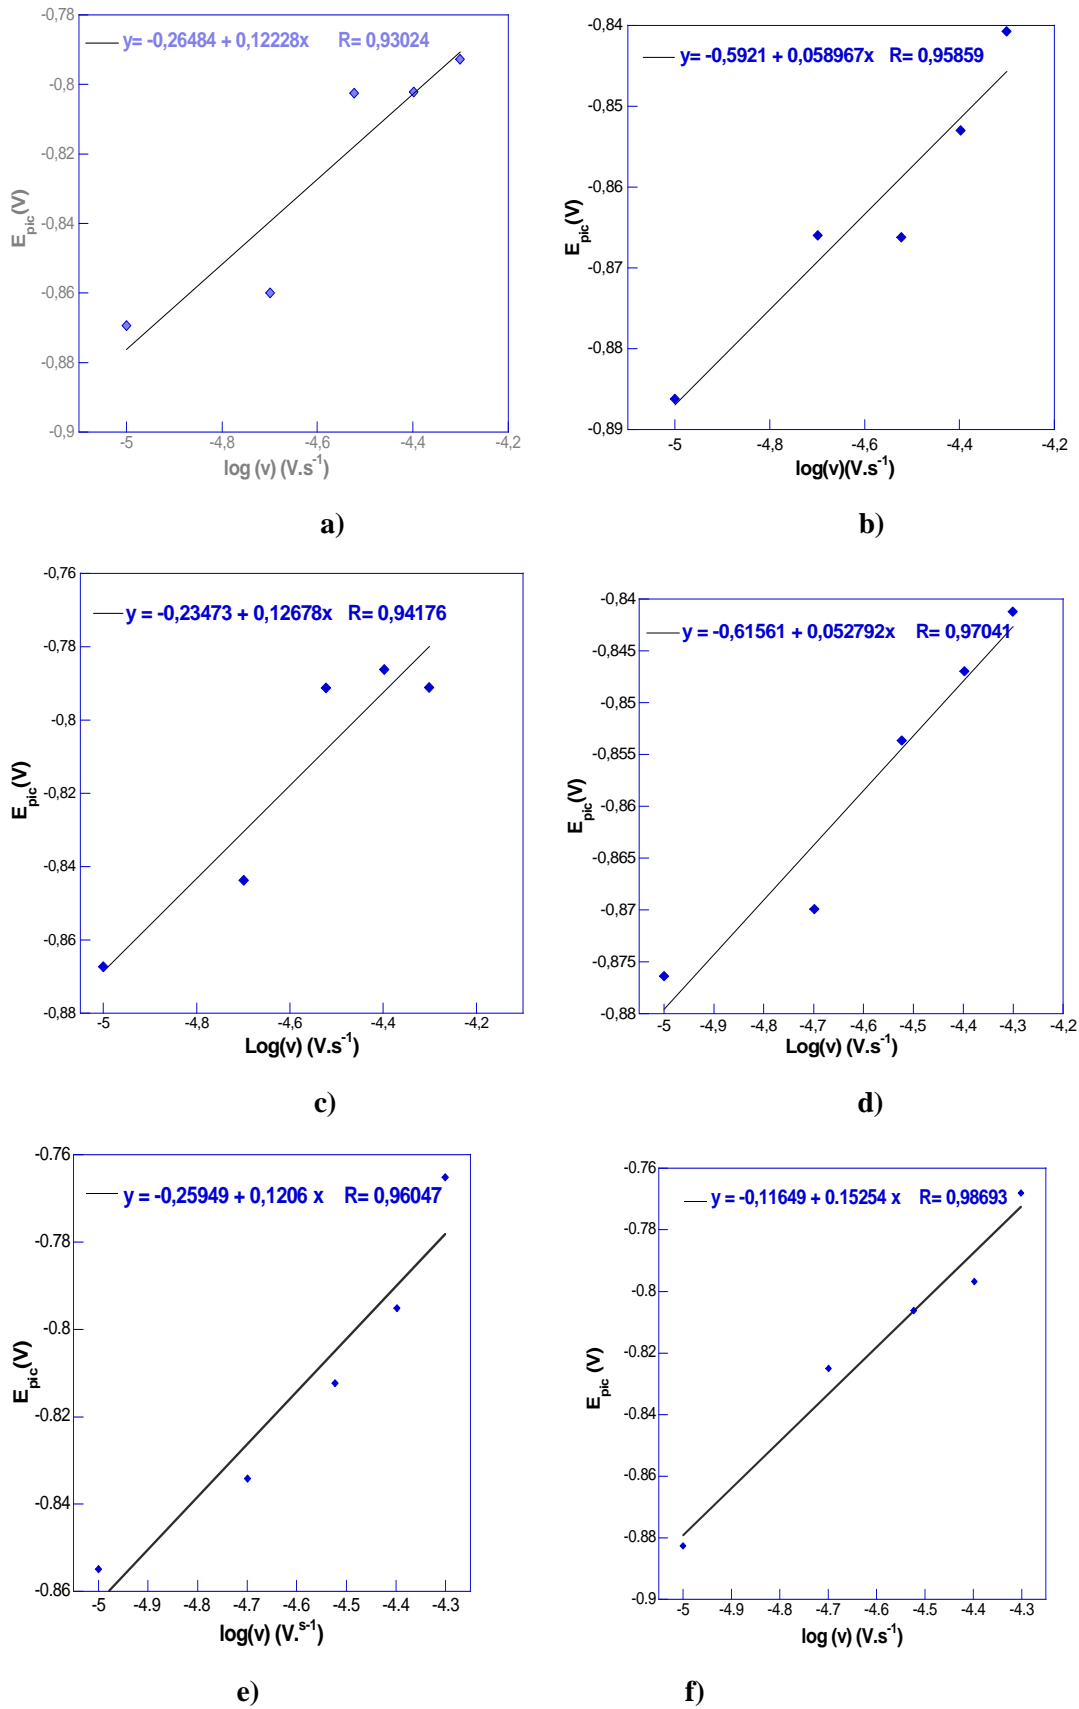 -0,78
y= -0,26484 + 0,12228x R= 0,93024
-0,8
-0,82
-0,84
-0,86
-0,88
-0,9
E_pic(V)
-5 -4,8 -4,6 -4,4 -4,2
log (v) (V.s⁻¹)
a)
-0,84
y= -0,5921 + 0,058967x R= 0,95859
-0,85
-0,86
-0,87
-0,88
-0,89
E_pic(V)
-5 -4,8 -4,6 -4,4 -4,2
log(v)(V.s⁻¹)
b)
-0,76
y = -0,23473 + 0,12678x R= 0,94176
-0,78
-0,8
-0,82
-0,84
-0,86
-0,88
E_pic(V)
-5 -4,8 -4,6 -4,4 -4,2
Log(v) (V.s⁻¹)
c)
-0,84
y = -0,61561 + 0,052792x R= 0,97041
-0,845
-0,85
-0,855
-0,86
-0,865
-0,87
-0,875
-0,88
E_pic(V)
-5 -4,9 -4,8 -4,7 -4,6 -4,5 -4,4 -4,3 -4,2
Log(v) (V.s⁻¹)
d)
-0.76
y = -0,25949 + 0,1206 x R= 0,96047
-0.78
-0.8
-0.82
-0.84
-0.86
E_pic(V)
-5 -4.9 -4.8 -4.7 -4.6 -4.5 -4.4 -4.3
log(v) (V.ˢ⁻¹)
e)
-0.76
y = -0,11649 + 0.15254 x R= 0,98693
-0.78
-0.8
-0.82
-0.84
-0.86
-0.88
-0.9
E_pic (V)
-5 -4.9 -4.8 -4.7 -4.6 -4.5 -4.4 -4.3
log (v) (V.s⁻¹)
f)